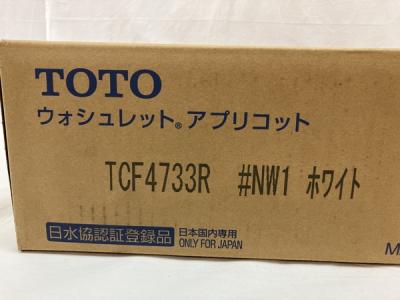 TOTO
ウォシュレット® アプリコット
TCF4733R #NW1 ホワイト
日水協認証登録品
日本国内専用
ONLY FOR JAPAN